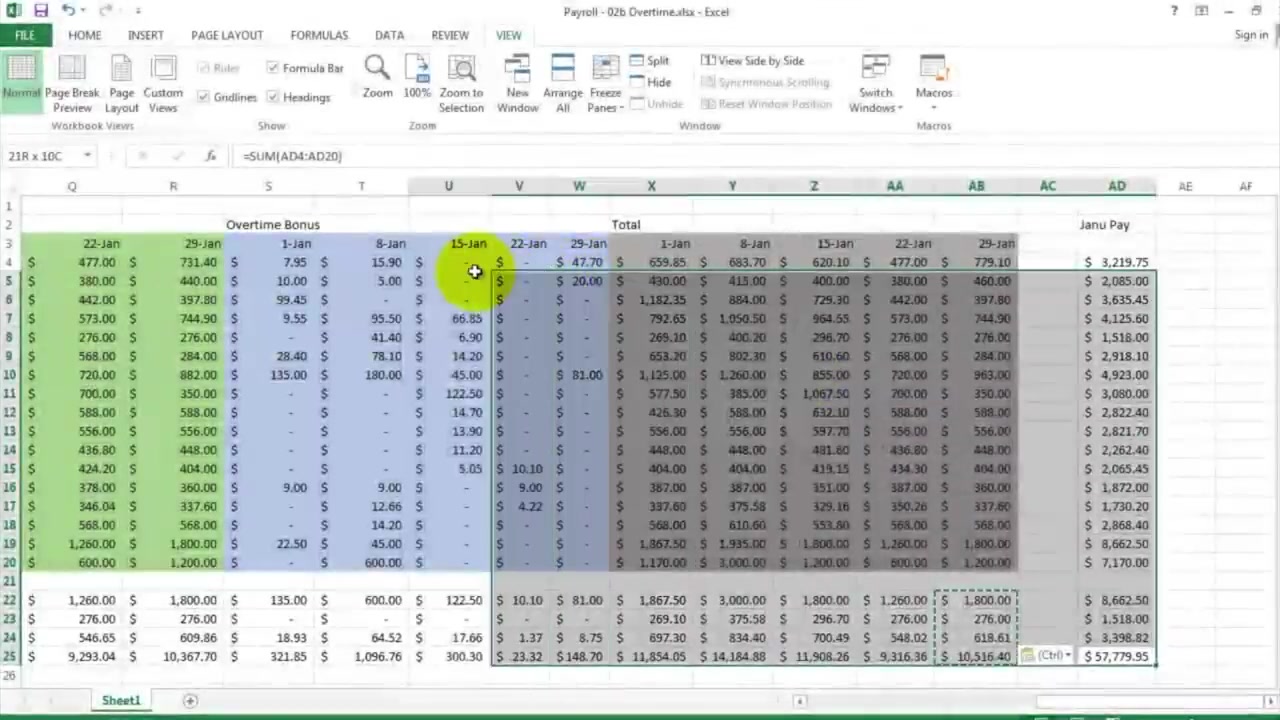 Payroll - 02b Overtime.xlsx - Excel
FILE HOME INSERT PAGE LAYOUT FORMULAS DATA REVIEW VIEW Sign in
Normal Page Break Preview Page Layout Custom Views
Ruler Formula Bar
Gridlines Headings
Zoom 100% Zoom to Selection
New Window Arrange All Freeze Panes
Split View Side by Side
Hide Synchronous Scrolling
Unhide Reset Window Position
Switch Windows Macros
Workbook Views Show Zoom Window Macros
21R x 10C fx =SUM(AD4:AD20)
Q R S T U V W X Y Z AA AB AC AD AE AF
1
2 Overtime Bonus Total Janu Pay
3 22-Jan 29-Jan 1-Jan 8-Jan 15-Jan 22-Jan 29-Jan 1-Jan 8-Jan 15-Jan 22-Jan 29-Jan
4 $ 477.00 $ 731.40 $ 7.95 $ 15.90 $ - $ - $ 47.70 $ 659.85 $ 683.70 $ 620.10 $ 477.00 $ 779.10 $ 3,219.75
5 $ 380.00 $ 440.00 $ 10.00 $ 5.00 $ - $ - $ 20.00 $ 430.00 $ 415.00 $ 400.00 $ 380.00 $ 460.00 $ 2,085.00
6 $ 442.00 $ 397.80 $ 99.45 $ - $ - $ - $ - $ 1,182.35 $ 884.00 $ 729.30 $ 442.00 $ 397.80 $ 3,635.45
7 $ 573.00 $ 744.90 $ 9.55 $ 95.50 $ 66.85 $ - $ - $ 792.65 $ 1,050.50 $ 964.55 $ 573.00 $ 744.90 $ 4,125.60
8 $ 276.00 $ 276.00 $ - $ 41.40 $ 6.90 $ - $ - $ 269.10 $ 400.20 $ 296.70 $ 276.00 $ 276.00 $ 1,518.00
9 $ 568.00 $ 284.00 $ 28.40 $ 78.10 $ 14.20 $ - $ - $ 653.20 $ 802.30 $ 610.60 $ 568.00 $ 284.00 $ 2,918.10
10 $ 720.00 $ 882.00 $ 135.00 $ 180.00 $ 45.00 $ - $ 81.00 $ 1,125.00 $ 1,260.00 $ 855.00 $ 720.00 $ 963.00 $ 4,923.00
11 $ 700.00 $ 350.00 $ - $ - $ 122.50 $ - $ - $ 577.50 $ 385.00 $ 1,067.50 $ 700.00 $ 350.00 $ 3,080.00
12 $ 588.00 $ 588.00 $ - $ - $ 14.70 $ - $ - $ 426.30 $ 588.00 $ 632.10 $ 588.00 $ 588.00 $ 2,822.40
13 $ 556.00 $ 556.00 $ - $ - $ 13.90 $ - $ - $ 556.00 $ 556.00 $ 597.70 $ 556.00 $ 556.00 $ 2,821.70
14 $ 436.80 $ 448.00 $ - $ - $ 11.20 $ - $ - $ 448.00 $ 448.00 $ 481.60 $ 436.80 $ 448.00 $ 2,262.40
15 $ 424.20 $ 404.00 $ - $ - $ 5.05 $ 10.10 $ - $ 404.00 $ 404.00 $ 419.15 $ 434.30 $ 404.00 $ 2,065.45
16 $ 378.00 $ 360.00 $ 9.00 $ 9.00 $ - $ 9.00 $ - $ 387.00 $ 387.00 $ 351.00 $ 387.00 $ 360.00 $ 1,872.00
17 $ 346.04 $ 337.60 $ - $ 12.66 $ - $ 4.22 $ - $ 337.60 $ 375.58 $ 329.16 $ 350.26 $ 337.60 $ 1,730.20
18 $ 568.00 $ 568.00 $ - $ 14.20 $ - $ - $ - $ 568.00 $ 610.60 $ 553.80 $ 568.00 $ 568.00 $ 2,868.40
19 $ 1,260.00 $ 1,800.00 $ 22.50 $ 45.00 $ - $ - $ - $ 1,867.50 $ 1,935.00 $ 1,800.00 $ 1,260.00 $ 1,800.00 $ 8,662.50
20 $ 600.00 $ 1,200.00 $ - $ 600.00 $ - $ - $ - $ 1,170.00 $ 3,000.00 $ 1,200.00 $ 600.00 $ 1,200.00 $ 7,170.00
21
22 $ 1,260.00 $ 1,800.00 $ 135.00 $ 600.00 $ 122.50 $ 10.10 $ 81.00 $ 1,867.50 $ 3,000.00 $ 1,800.00 $ 1,260.00 $ 1,800.00 $ 8,662.50
23 $ 276.00 $ 276.00 $ - $ - $ - $ - $ - $ 269.10 $ 375.58 $ 296.70 $ 276.00 $ 276.00 $ 1,518.00
24 $ 546.65 $ 609.86 $ 18.93 $ 64.52 $ 17.66 $ 1.37 $ 8.75 $ 697.30 $ 834.40 $ 700.49 $ 548.02 $ 618.61 $ 3,398.82
25 $ 9,293.04 $ 10,367.70 $ 321.85 $ 1,096.76 $ 300.30 $ 23.32 $148.70 $ 11,854.05 $ 14,184.88 $ 11,908.26 $ 9,316.36 $ 10,516.40 (Ctrl) $ 57,779.95
26
Sheet1